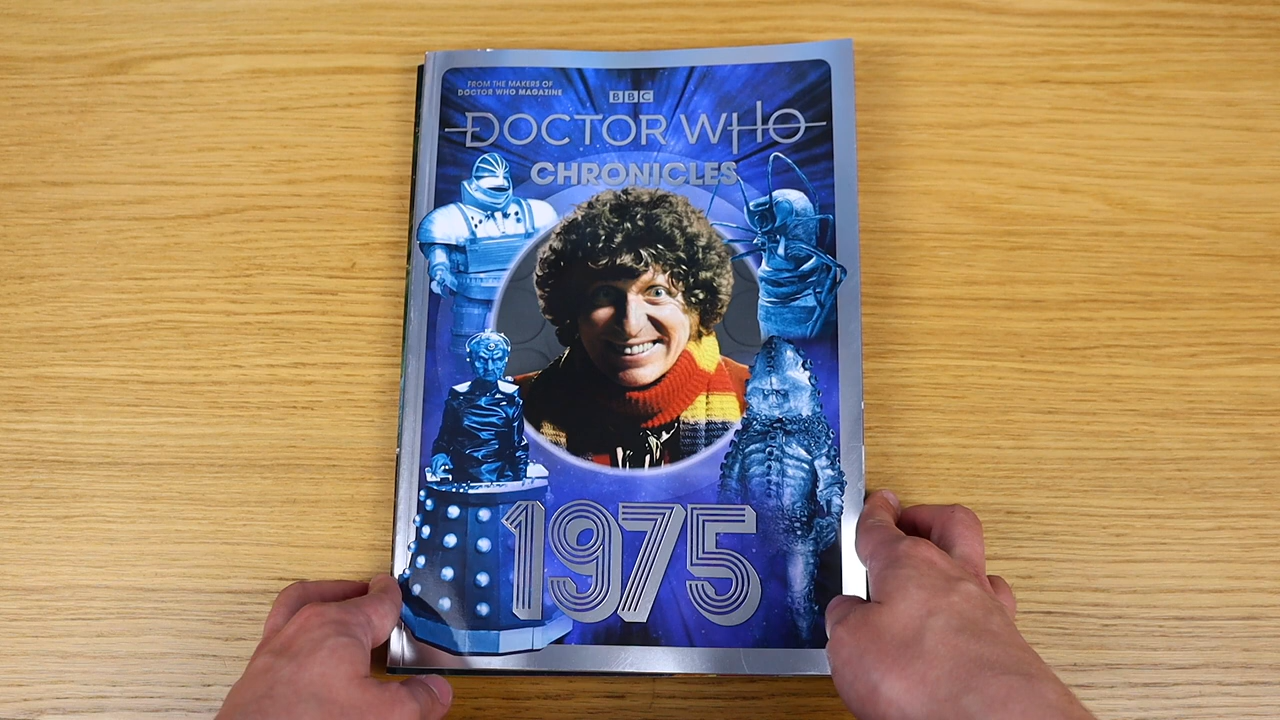 FROM THE MAKERS OF
DOCTOR WHO MAGAZINE
BBC
DOCTOR WHO
CHRONICLES
1975